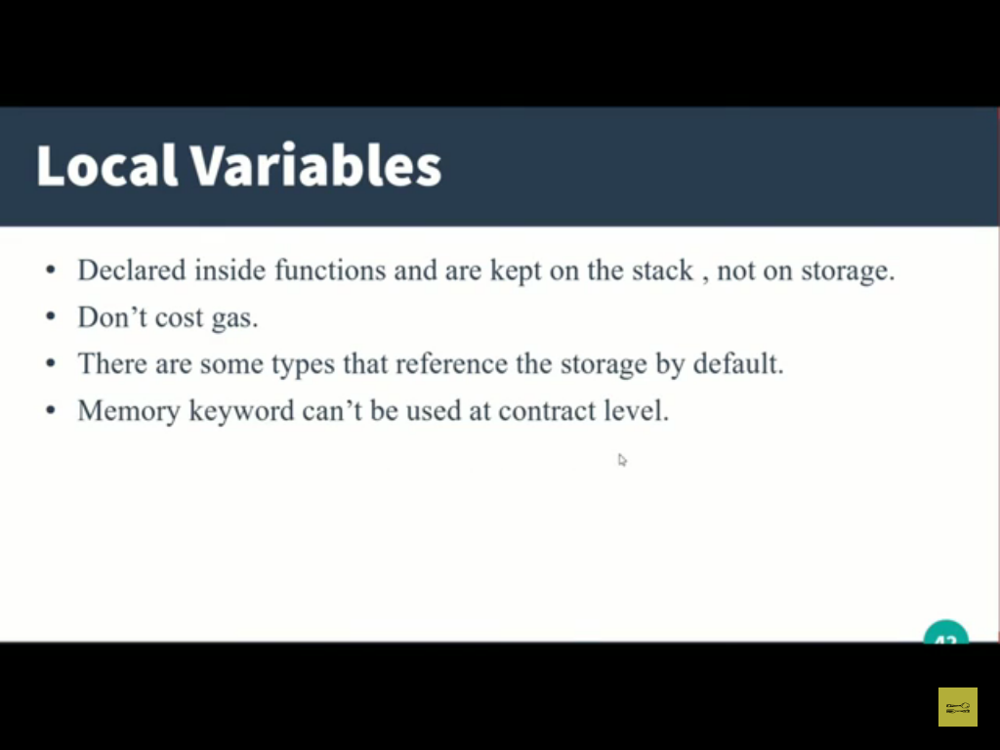 Local Variables
• Declared inside functions and are kept on the stack , not on storage.
• Don’t cost gas.
• There are some types that reference the storage by default.
• Memory keyword can’t be used at contract level.